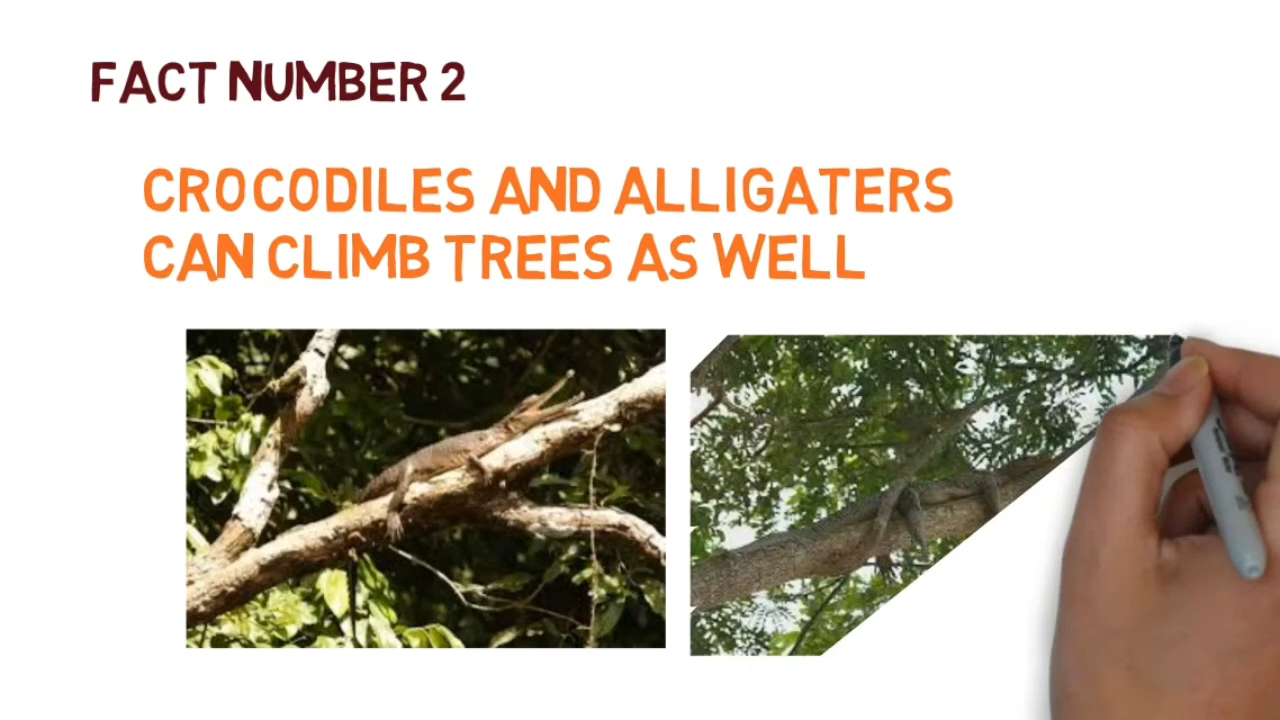 FACT NUMBER 2
CROCODILES AND ALLIGATERS
CAN CLIMB TREES AS WELL